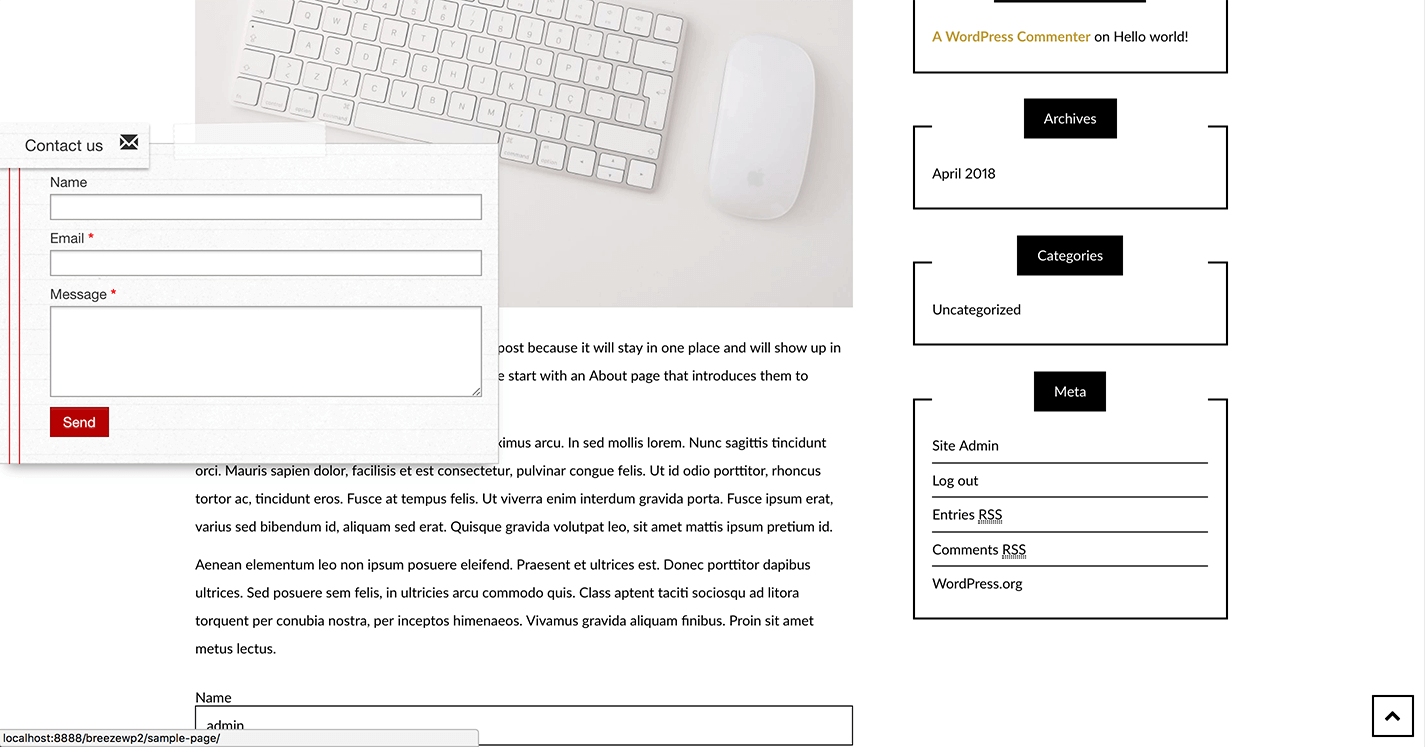 Contact us
Name
Email *
Message *
Send
post because it will stay in one place and will show up in
e start with an About page that introduces them to
ximus arcu. In sed mollis lorem. Nunc sagittis tincidunt
orci. Mauris sapien dolor, facilisis et est consectetur, pulvinar congue felis. Ut id odio porttitor, rhoncus
tortor ac, tincidunt eros. Fusce at tempus felis. Ut viverra enim interdum gravida porta. Fusce ipsum erat,
varius sed bibendum id, aliquam sed erat. Quisque gravida volutpat leo, sit amet mattis ipsum pretium id.
Aenean elementum leo non ipsum posuere eleifend. Praesent et ultrices est. Donec porttitor dapibus
ultrices. Sed posuere sem felis, in ultricies arcu commodo quis. Class aptent taciti sociosqu ad litora
torquent per conubia nostra, per inceptos himenaeos. Vivamus gravida aliquam finibus. Proin sit amet
metus lectus.
Name
admin
localhost:8888/breezewp2/sample-page/
A WordPress Commenter on Hello world!
Archives
April 2018
Categories
Uncategorized
Meta
Site Admin
Log out
Entries RSS
Comments RSS
WordPress.org